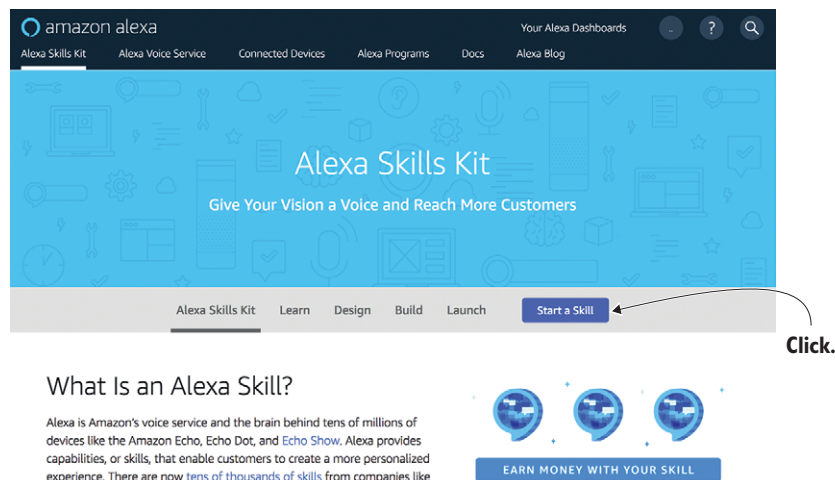 amazon alexa
Your Alexa Dashboards
..
?
Alexa Skills Kit Alexa Voice Service Connected Devices Alexa Programs Docs Alexa Blog
Alexa Skills Kit
Give Your Vision a Voice and Reach More Customers
Alexa Skills Kit Learn Design Build Launch Start a Skill
Click.
What Is an Alexa Skill?
Alexa is Amazon's voice service and the brain behind tens of millions of
devices like the Amazon Echo, Echo Dot, and Echo Show. Alexa provides
capabilities, or skills, that enable customers to create a more personalized
experience. There are now tens of thousands of skills from companies like
EARN MONEY WITH YOUR SKILL